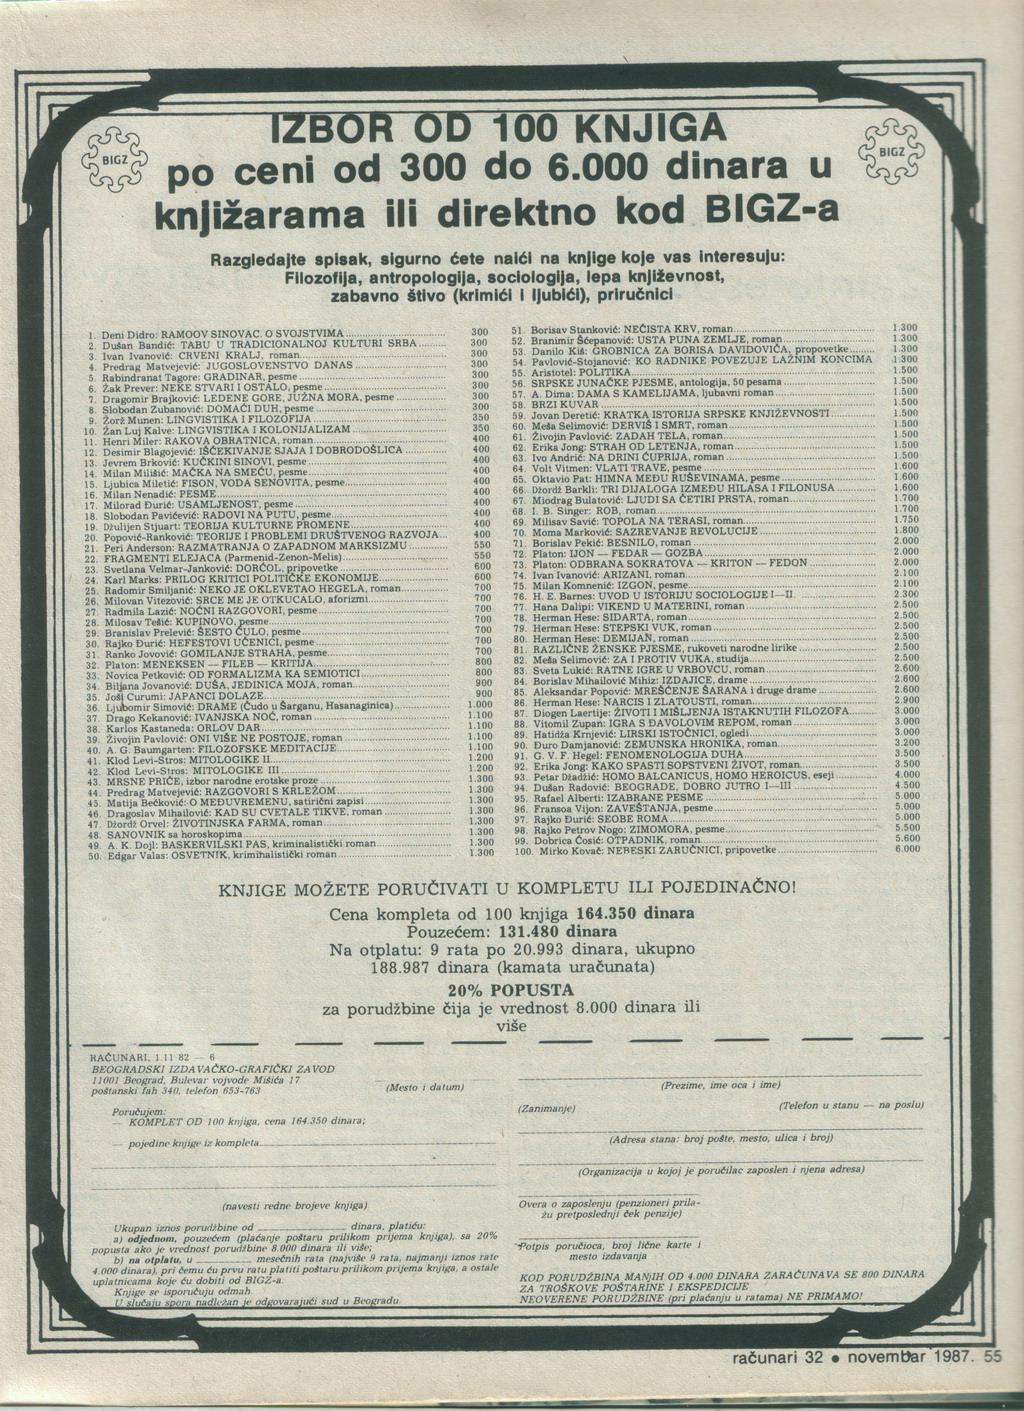 IZBOR OD 100 KNJIGA
po ceni od 300 do 6.000 dinara u
knjižarama ili direktno kod BIGZ-a
BIGZ
BIGZ
Razgledajte spisak, sigurno ćete naići na knjige koje vas interesuju:
Filozofija, antropologija, sociologija, lepa književnost,
zabavno štivo (krimići i ljubići), priručnici
1. Deni Didro: RAMOOV SINOVAC, O SVOJSTVIMA 300
2. Dušan Bandić: TABU U TRADICIONALNOJ KULTURI SRBA 300
3. Ivan Ivanović: CRVENI KRALJ, roman 300
4. Predrag Matvejević: JUGOSLOVENSTVO DANAS 300
5. Rabindranat Tagore: GRADINAR, pesme 300
6. Žak Prever: NEKE STVARI I OSTALO, pesme 300
7. Dragomir Brajković: LEDENE GORE, JUŽNA MORA, pesme 300
8. Slobodan Zubanović: DOMAĆI DUH, pesme 300
9. Žorž Munen: LINGVISTIKA I FILOZOFIJA 350
10. Žan Luj Kalve: LINGVISTIKA I KOLONIJALIZAM 350
11. Henri Miler: RAKOVA OBRATNICA, roman 400
12. Desimir Blagojević: IŠČEKIVANJE SJAJA I DOBRODOŠLICA 400
13. Jevrem Brković: KUČKINI SINOVI, pesme 400
14. Milan Milišić: MAČKA NA SMEĆU, pesme 400
15. Ljubica Miletić: FISON, VODA SENOVITA, pesme 400
16. Milan Nenadić: PESME 400
17. Milorad Đurić: USAMLJENOST, pesme 400
18. Slobodan Pavićević: RADOVI NA PUTU, pesme 400
19. Džulijen Stjuart: TEORIJA KULTURNE PROMENE 400
20. Popović-Ranković: TEORIJE I PROBLEMI DRUŠTVENOG RAZVOJA 400
21. Peri Anderson: RAZMATRANJA O ZAPADNOM MARKSIZMU 550
22. FRAGMENTI ELEJACA (Parmenid-Zenon-Melis) 550
23. Svetlana Velmar-Janković: DORĆOL, pripovetke 600
24. Karl Marks: PRILOG KRITICI POLITIČKE EKONOMIJE 600
25. Radomir Smiljanić: NEKO JE OKLEVETAO HEGELA, roman 700
26. Milovan Vitezović: SRCE ME JE OTKUCALO, aforizmi 700
27. Radmila Lazić: NOĆNI RAZGOVORI, pesme 700
28. Milosav Tešić: KUPINOVO, pesme 700
29. Branislav Prelević: ŠESTO ČULO, pesme 700
30. Rajko Đurić: HEFESTOVI UČENICI, pesme 700
31. Ranko Jovović: GOMILANJE STRAHA, pesme 700
32. Platon: MENEKSEN — FILEB — KRITIJA 800
33. Novica Petković: OD FORMALIZMA KA SEMIOTICI 800
34. Biljana Jovanović: DUŠA, JEDINICA MOJA, roman 900
35. Joši Curumi: JAPANCI DOLAZE 900
36. Ljubomir Simović: DRAME (Čudo u Šarganu, Hasanaginica) 1.000
37. Drago Kekanović: IVANJSKA NOĆ, roman 1.100
38. Karlos Kastaneda: ORLOV DAR 1.100
39. Živojin Pavlović: ONI VIŠE NE POSTOJE, roman 1.100
40. A. G. Baumgarten: FILOZOFSKE MEDITACIJE 1.100
41. Klod Levi-Stros: MITOLOGIKE II 1.200
42. Klod Levi-Stros: MITOLOGIKE III 1.200
43. MRSNE PRIČE, izbor narodne erotske proze 1.300
44. Predrag Matvejević: RAZGOVORI S KRLEŽOM 1.300
45. Matija Bećković: O MEĐUVREMENU, satirični zapisi 1.300
46. Dragoslav Mihailović: KAD SU CVETALE TIKVE, roman 1.300
47. Džordž Orvel: ŽIVOTINJSKA FARMA, roman 1.300
48. SANOVNIK sa horoskopima 1.300
49. A. K. Dojl: BASKERVILSKI PAS, kriminalistički roman 1.300
50. Edgar Valas: OSVETNIK, kriminalistički roman 1.300
51. Borisav Stanković: NEČISTA KRV, roman 1.300
52. Branimir Šćepanović: USTA PUNA ZEMLJE, roman 1.300
53. Danilo Kiš: GROBNICA ZA BORISA DAVIDOVIČA, propovetke 1.300
54. Pavlović-Stojanović: KO RADNIKE POVEZUJE LAŽNIM KONCIMA 1.300
55. Aristotel: POLITIKA 1.500
56. SRPSKE JUNAČKE PJESME, antologija, 50 pesama 1.500
57. A. Dima: DAMA S KAMELIJAMA, ljubavni roman 1.500
58. BRZI KUVAR 1.500
59. Jovan Deretić: KRATKA ISTORIJA SRPSKE KNJIŽEVNOSTI 1.500
60. Meša Selimović: DERVIŠ I SMRT, roman 1.500
61. Živojin Pavlović: ZADAH TELA, roman 1.500
62. Erika Jong: STRAH OD LETENJA, roman 1.500
63. Ivo Andrić: NA DRINI ĆUPRIJA, roman 1.500
64. Volt Vitmen: VLATI TRAVE, pesme 1.600
65. Oktavio Pat: HIMNA MEĐU RUŠEVINAMA, pesme 1.600
66. Džordž Barkli: TRI DIJALOGA IZMEĐU HILASA I FILONUSA 1.600
67. Miodrag Bulatović: LJUDI SA ČETIRI PRSTA, roman 1.700
68. I. B. Singer: ROB, roman 1.700
69. Milisav Savić: TOPOLA NA TERASI, roman 1.750
70. Moma Marković: SAZREVANJE REVOLUCIJE 1.800
71. Borislav Pekić: BESNILO, roman 2.000
72. Platon: IJON — FEDAR — GOZBA 2.000
73. Platon: ODBRANA SOKRATOVA — KRITON — FEDON 2.000
74. Ivan Ivanović: ARIZANI, roman 2.100
75. Milan Komnenić: IZGON, pesme 2.100
76. H. E. Barnes: UVOD U ISTORIJU SOCIOLOGIJE I—II 2.300
77. Hana Dalipi: VIKEND U MATERINI, roman 2.500
78. Herman Hese: SIDARTA, roman 2.500
79. Herman Hese: STEPSKI VUK, roman 2.500
80. Herman Hese: DEMIJAN, roman 2.500
81. RAZLIČNE ŽENSKE PJESME, rukoveti narodne lirike 2.500
82. Meša Selimović: ZA I PROTIV VUKA, studija 2.500
83. Sveta Lukić: RATNE IGRE U VRBOVCU, roman 2.600
84. Borislav Mihailović Mihiz: IZDAJICE, drame 2.600
85. Aleksandar Popović: MREŠĆENJE ŠARANA i druge drame 2.600
86. Herman Hese: NARCIS I ZLATOUSTI, roman 2.900
87. Diogen Laertije: ŽIVOTI I MIŠLJENJA ISTAKNUTIH FILOZOFA 3.000
88. Vitomil Zupan: IGRA S ĐAVOLOVIM REPOM, roman 3.000
89. Hatidža Krnjević: LIRSKI ISTOČNICI, ogledi 3.000
90. Đuro Damjanović: ZEMUNSKA HRONIKA, roman 3.200
91. G. V. F. Hegel: FENOMENOLOGIJA DUHA 3.500
92. Erika Jong: KAKO SPASTI SOPSTVENI ŽIVOT, roman 3.500
93. Petar Džadžić: HOMO BALCANICUS, HOMO HEROICUS, eseji 4.000
94. Dušan Radović: BEOGRADE, DOBRO JUTRO I—III 4.500
95. Rafael Alberti: IZABRANE PESME 5.000
96. Fransoa Vijon: ZAVEŠTANJA, pesme 5.000
97. Rajko Đurić: SEOBE ROMA 5.000
98. Rajko Petrov Nogo: ZIMOMORA, pesme 5.500
99. Dobrica Ćosić: OTPADNIK, roman 5.600
100. Mirko Kovač: NEBESKI ZARUČNICI, pripovetke 6.000
KNJIGE MOŽETE PORUČIVATI U KOMPLETU ILI POJEDINAČNO!
Cena kompleta od 100 knjiga 164.350 dinara
Pouzećem: 131.480 dinara
Na otplatu: 9 rata po 20.993 dinara, ukupno
188.987 dinara (kamata uračunata)
20% POPUSTA
za porudžbine čija je vrednost 8.000 dinara ili
više
RAČUNARI, 1.11 82 — 6
BEOGRADSKI IZDAVAČKO-GRAFIČKI ZAVOD
11001 Beograd, Bulevar vojvode Mišića 17
poštanski fah 340, telefon 653-763
(Mesto i datum)
Poručujem:
— KOMPLET OD 100 knjiga, cena 164.350 dinara;
— pojedine knjige iz kompleta
(navesti redne brojeve knjiga)
Ukupan iznos porudžbine od dinara, platiću:
a) odjednom, pouzećem (plaćanje poštaru prilikom prijema knjiga), sa 20%
popusta ako je vrednost porudžbine 8.000 dinara ili više;
b) na otplatu, u mesečnih rata (najviše 9 rata, najmanji iznos rate
4.000 dinara), pri čemu ću prvu ratu platiti poštaru prilikom prijema knjiga, a ostale
uplatnicama koje ću dobiti od BIGZ-a.
Knjige se isporučuju odmah.
U slučaju spora nadležan je odgovarajući sud u Beogradu.
(Prezime, ime oca i ime)
(Zanimanje) (Telefon u stanu — na poslu)
(Adresa stana: broj pošte, mesto, ulica i broj)
(Organizacija u kojoj je poručilac zaposlen i njena adresa)
Overa o zaposlenju (penzioneri prila-
žu pretposlednji ček penzije)
Potpis poručioca, broj lične karte i
mesto izdavanja
KOD PORUDŽBINA MANJIH OD 4.000 DINARA ZARAČUNAVA SE 800 DINARA
ZA TROŠKOVE POŠTARINE I EKSPEDICIJE
NEOVERENE PORUDŽBINE (pri plaćanju u ratama) NE PRIMAMO!
računari 32 • novembar 1987. 55